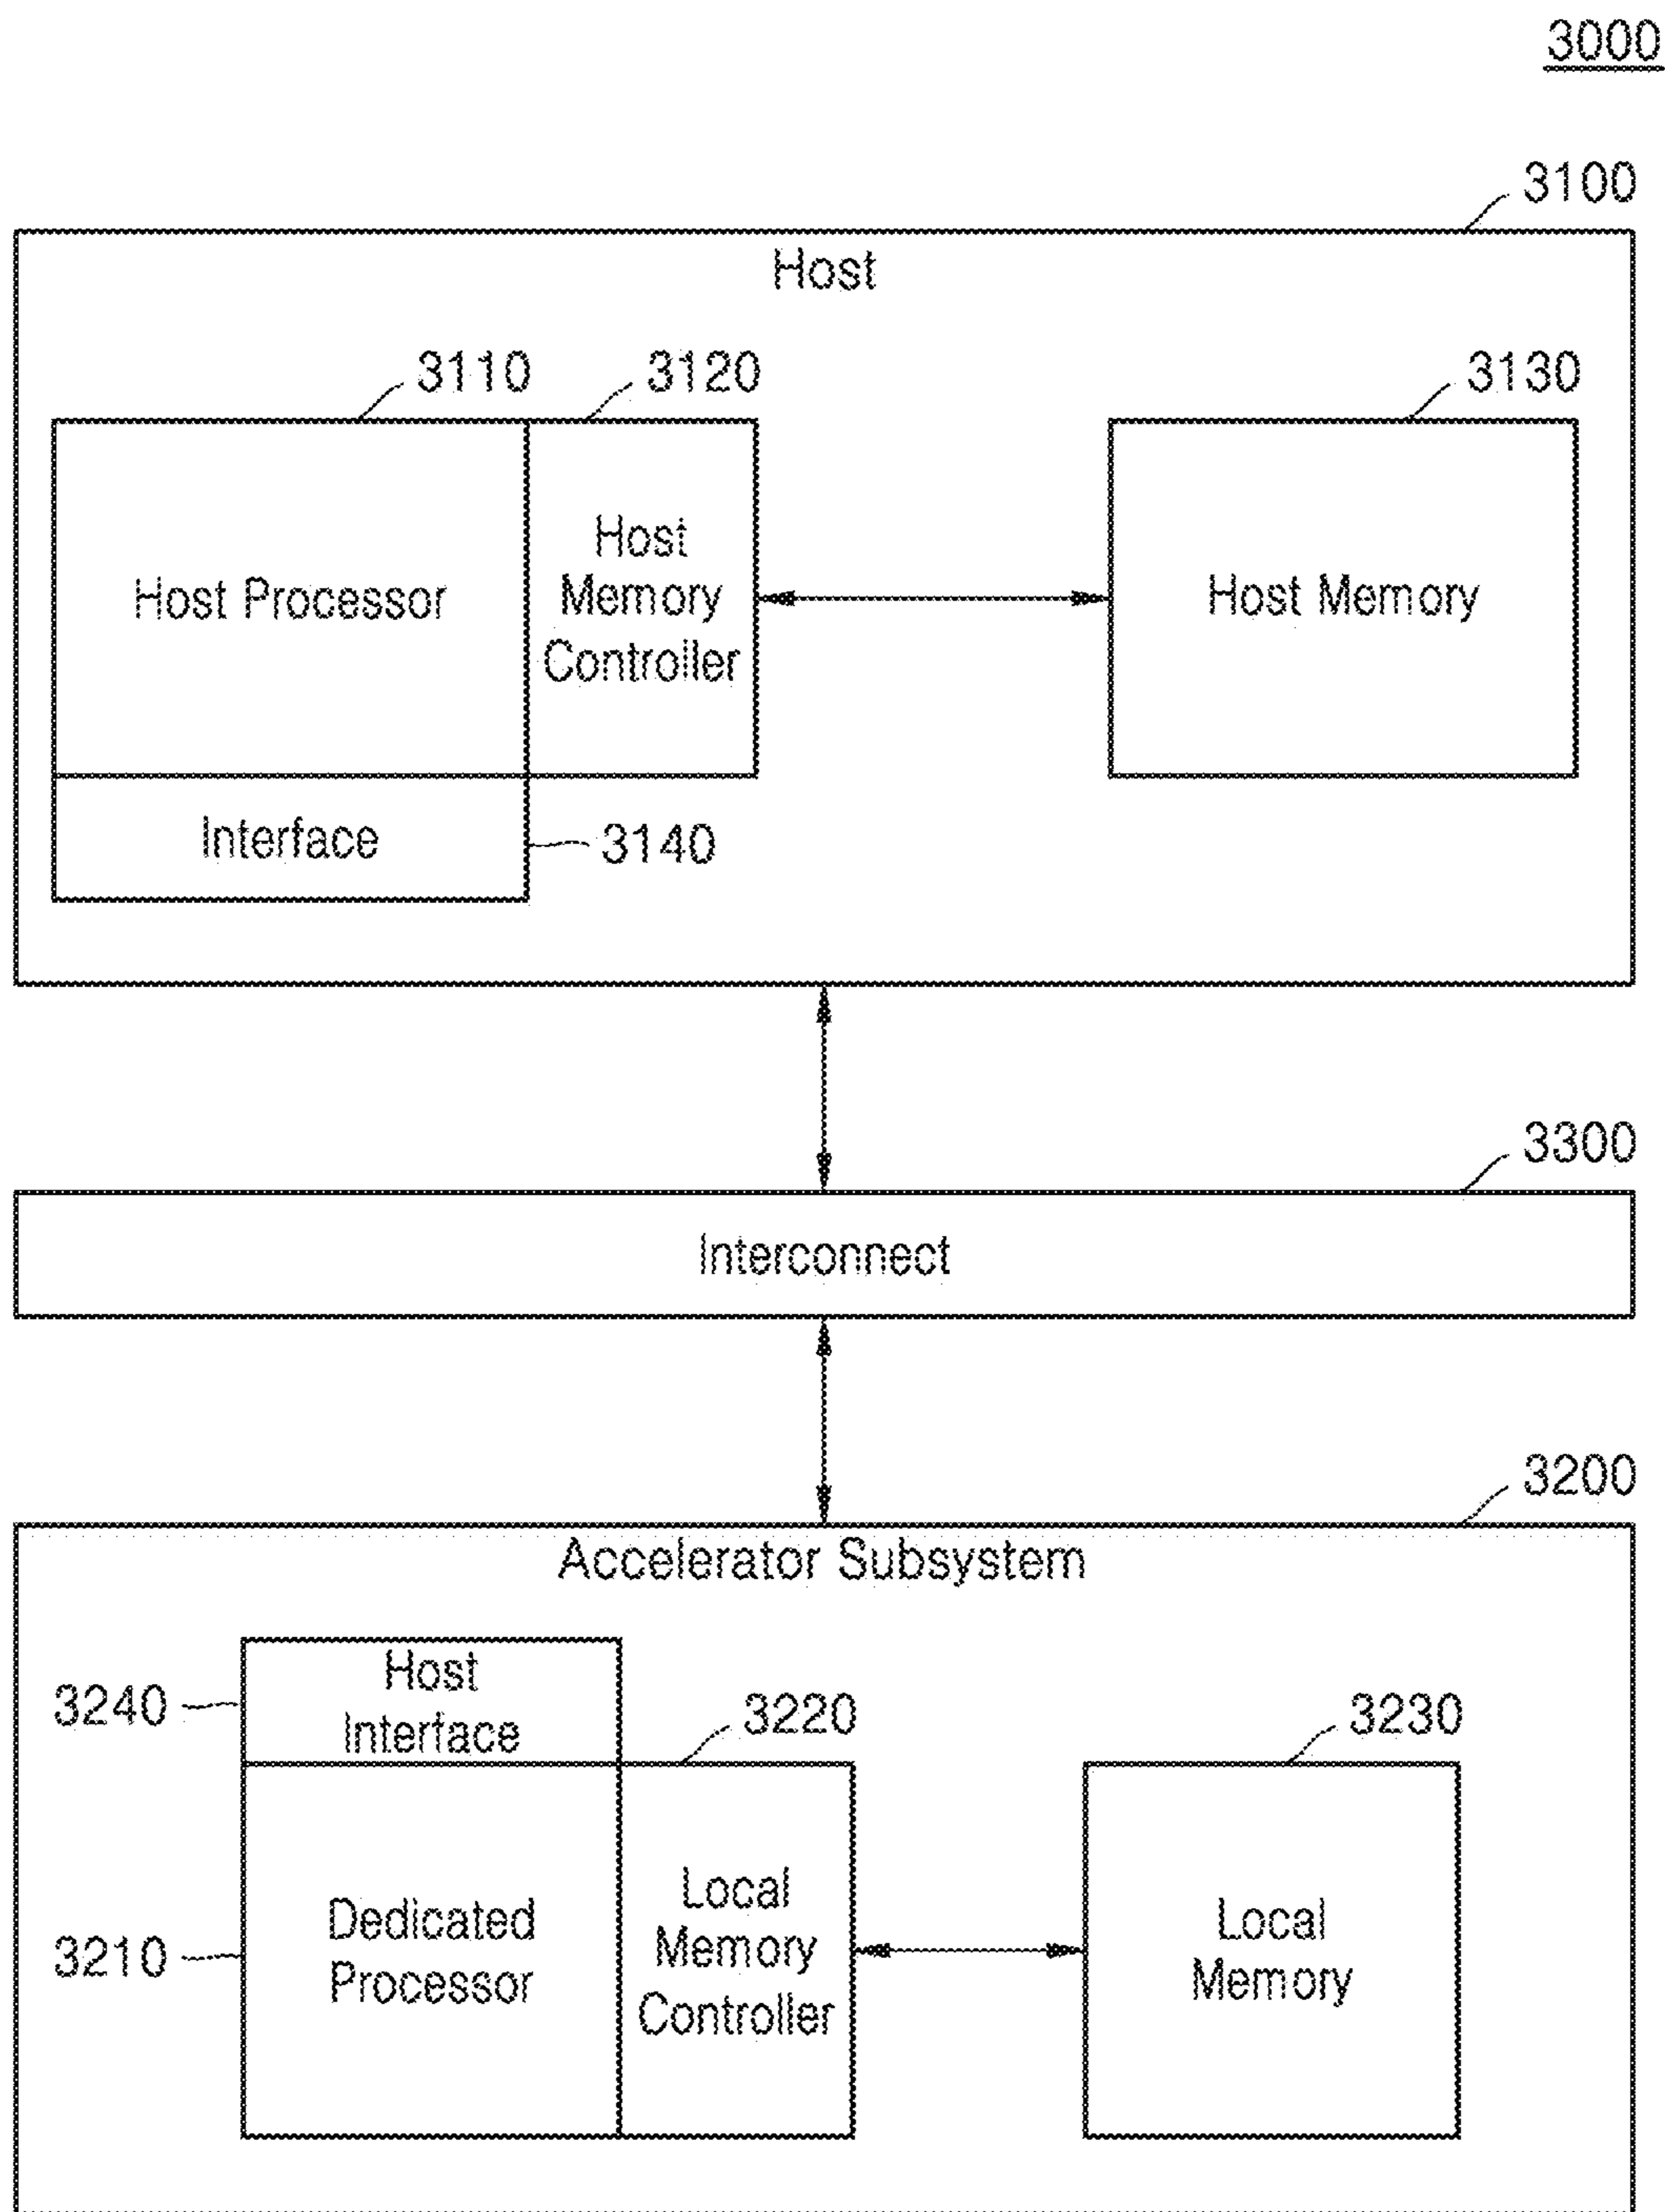 3000
3100
Host
3110
3120
3130
Host Processor
Host
Memory
Controller
Host Memory
Interface
3140
3300
Interconnect
3200
Accelerator Subsystem
3240
Host
Interface
3220
3230
3210
Dedicated
Processor
Local
Memory
Controller
Local
Memory